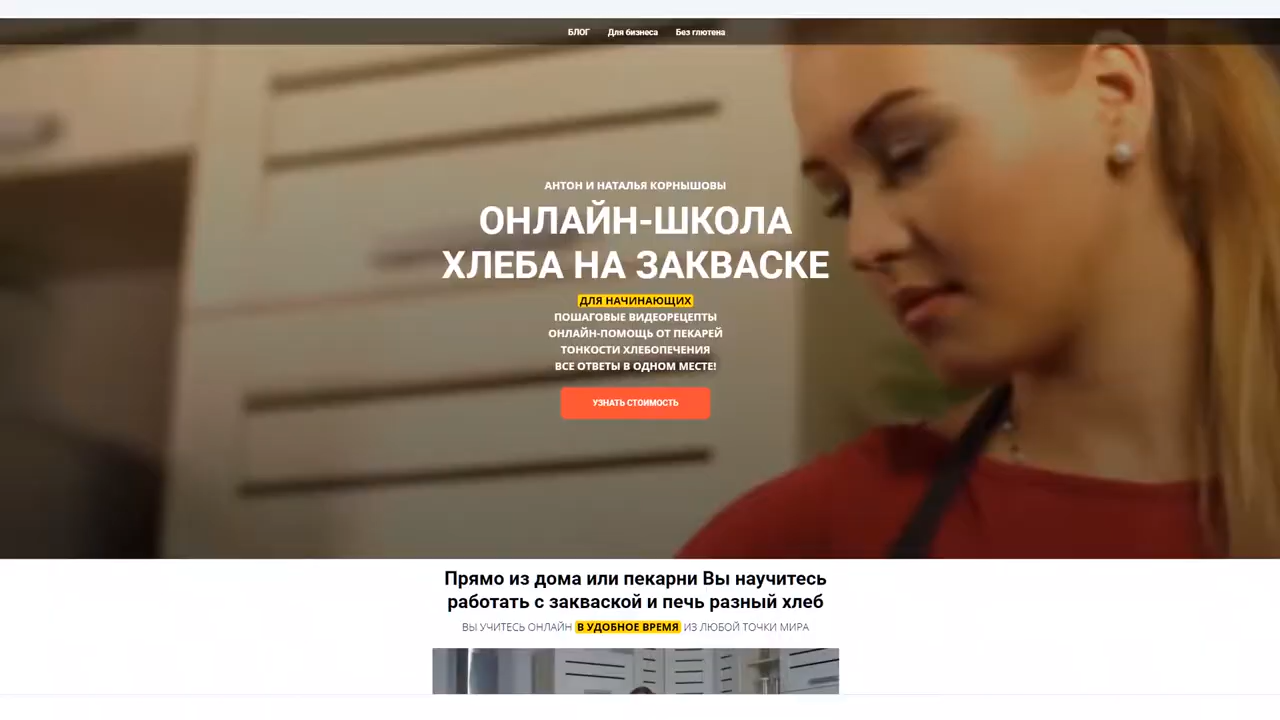 БЛОГ Для бизнеса Без глютена
АНТОН И НАТАЛЬЯ КОРНЫШОВЫ
ОНЛАЙН-ШКОЛА
ХЛЕБА НА ЗАКВАСКЕ
ДЛЯ НАЧИНАЮЩИХ
ПОШАГОВЫЕ ВИДЕОРЕЦЕПТЫ
ОНЛАЙН-ПОМОЩЬ ОТ ПЕКАРЕЙ
ТОНКОСТИ ХЛЕБОПЕЧЕНИЯ
ВСЕ ОТВЕТЫ В ОДНОМ МЕСТЕ!
УЗНАТЬ СТОИМОСТЬ
Прямо из дома или пекарни Вы научитесь
работать с закваской и печь разный хлеб
ВЫ УЧИТЕСЬ ОНЛАЙН В УДОБНОЕ ВРЕМЯ ИЗ ЛЮБОЙ ТОЧКИ МИРА